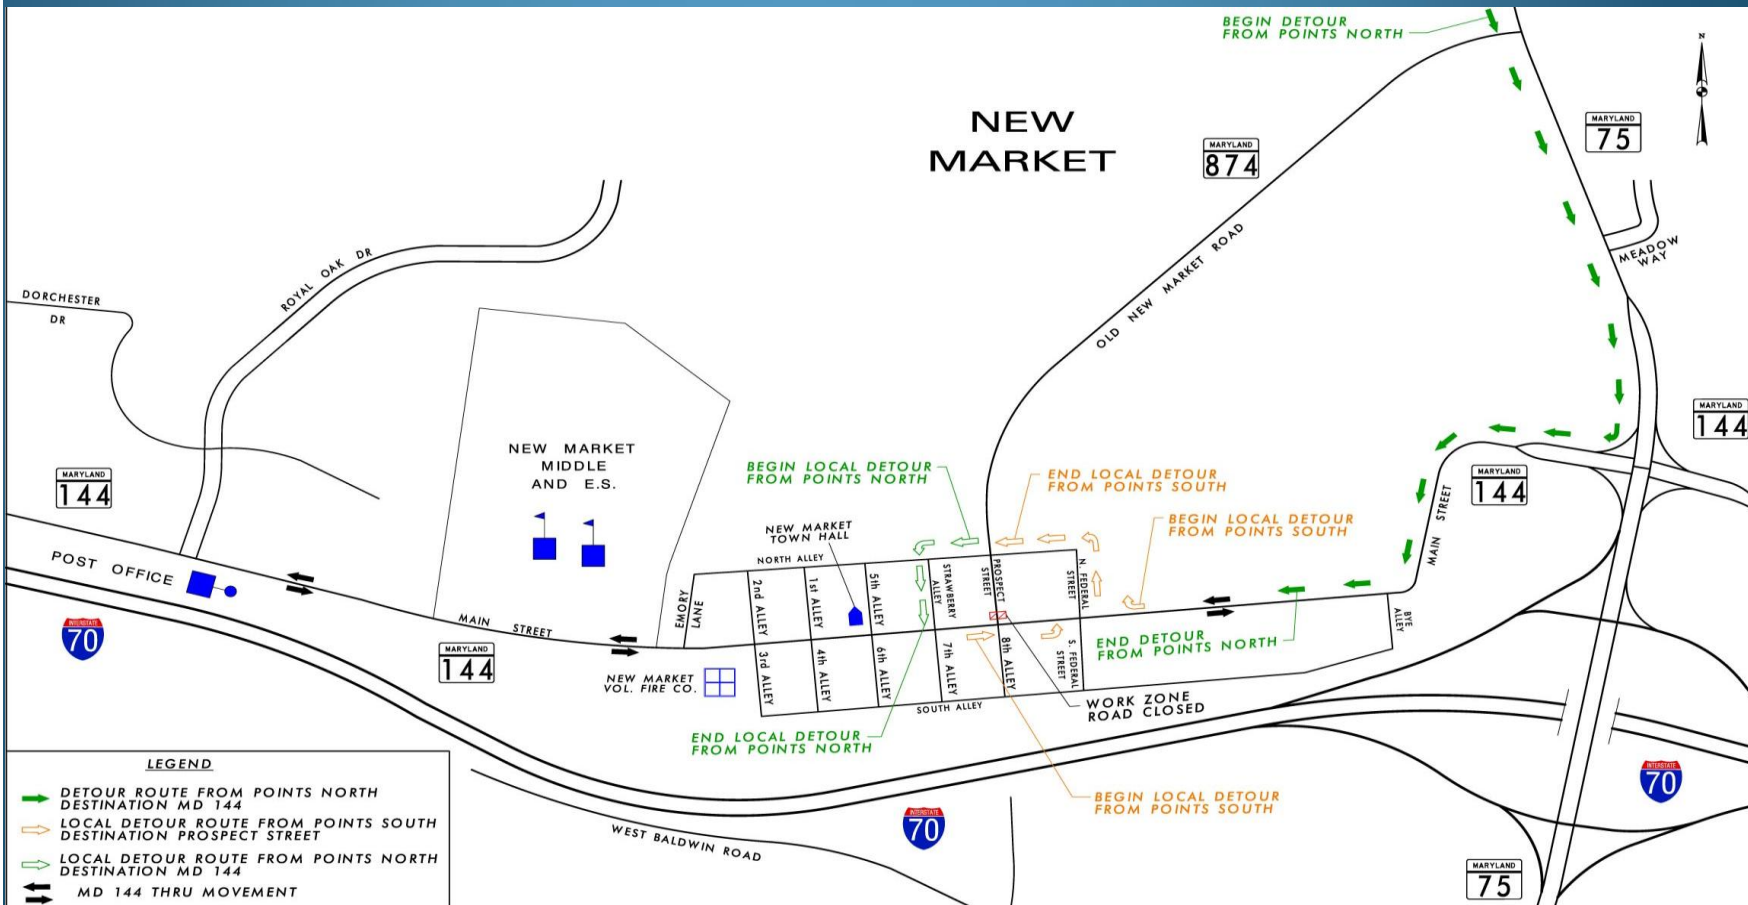 BEGIN DETOUR
FROM POINTS NORTH
N
NEW
MARKET
MARYLAND
874
MARYLAND
75
MEADOW
WAY
OLD NEW MARKET ROAD
ROYAL OAK DR
DORCHESTER
DR
MARYLAND
144
MARYLAND
144
NEW MARKET
MIDDLE
AND E.S.
MARYLAND
144
MAIN STREET
BEGIN LOCAL DETOUR
FROM POINTS NORTH
END LOCAL DETOUR
FROM POINTS SOUTH
BEGIN LOCAL DETOUR
FROM POINTS SOUTH
NEW MARKET
TOWN HALL
NORTH ALLEY
POST OFFICE
INTERSTATE
70
MAIN STREET
MARYLAND
144
EMORY
LANE
2nd ALLEY
1st ALLEY
5th ALLEY
STRAWBERRY
ALLEY
PROSPECT
STREET
N. FEDERAL
STREET
3rd ALLEY
4th ALLEY
6th ALLEY
7th ALLEY
8th ALLEY
S. FEDERAL
STREET
BYE
ALLEY
END DETOUR
FROM POINTS NORTH
NEW MARKET
VOL. FIRE CO.
SOUTH ALLEY
WORK ZONE
ROAD CLOSED
END LOCAL DETOUR
FROM POINTS NORTH
BEGIN LOCAL DETOUR
FROM POINTS SOUTH
INTERSTATE
70
INTERSTATE
70
WEST BALDWIN ROAD
MARYLAND
75
LEGEND
DETOUR ROUTE FROM POINTS NORTH
DESTINATION MD 144
LOCAL DETOUR ROUTE FROM POINTS SOUTH
DESTINATION PROSPECT STREET
LOCAL DETOUR ROUTE FROM POINTS NORTH
DESTINATION MD 144
MD 144 THRU MOVEMENT